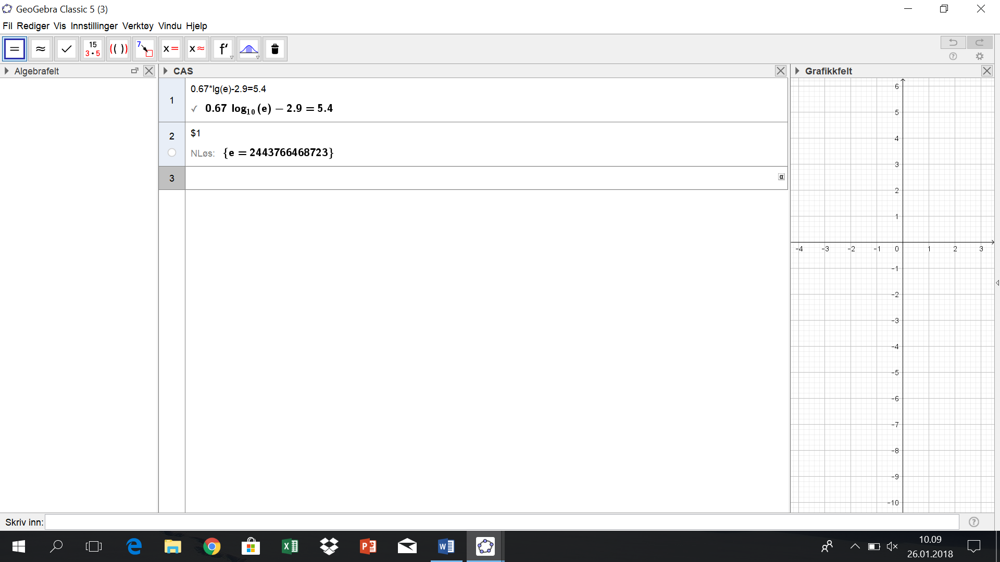 GeoGebra Classic 5 (3)
Fil Rediger Vis Innstillinger Verktøy Vindu Hjelp
= ≈ ✓ 15 3•5 (( )) 7 x = x ≈ f′
Algebrafelt
CAS
Grafikkfelt
1
0.67*lg(e)-2.9=5.4
✓ 0.67 log₁₀(e) − 2.9 = 5.4
2
$1
NLøs: {e = 2443766468723}
3
α
6
5
4
3
2
1
-4 -3 -2 -1 0 1 2 3
-1
-2
-3
-4
-5
-6
-7
-8
-9
-10
Skriv inn:
10.09
26.01.2018